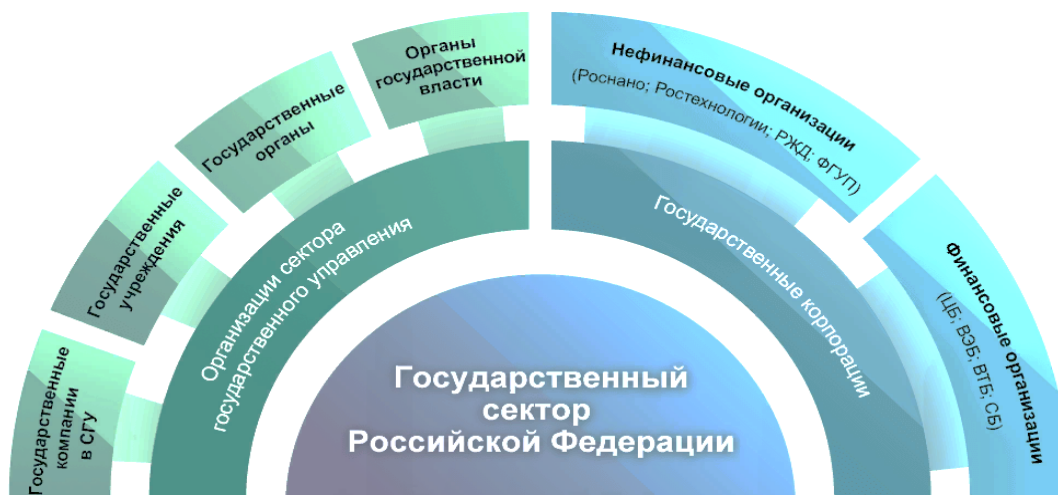 Государственный
сектор
Российской Федерации
Организации сектора
государственного управления
Государственные
компании
в СГУ
Государственные
учреждения
Государственные
органы
Органы
государственной
власти
Государственные корпорации
Нефинансовые организации
(Роснано; Ростехнологии; РЖД; ФГУП)
Финансовые организации
(ЦБ; ВЭБ; ВТБ; СБ)